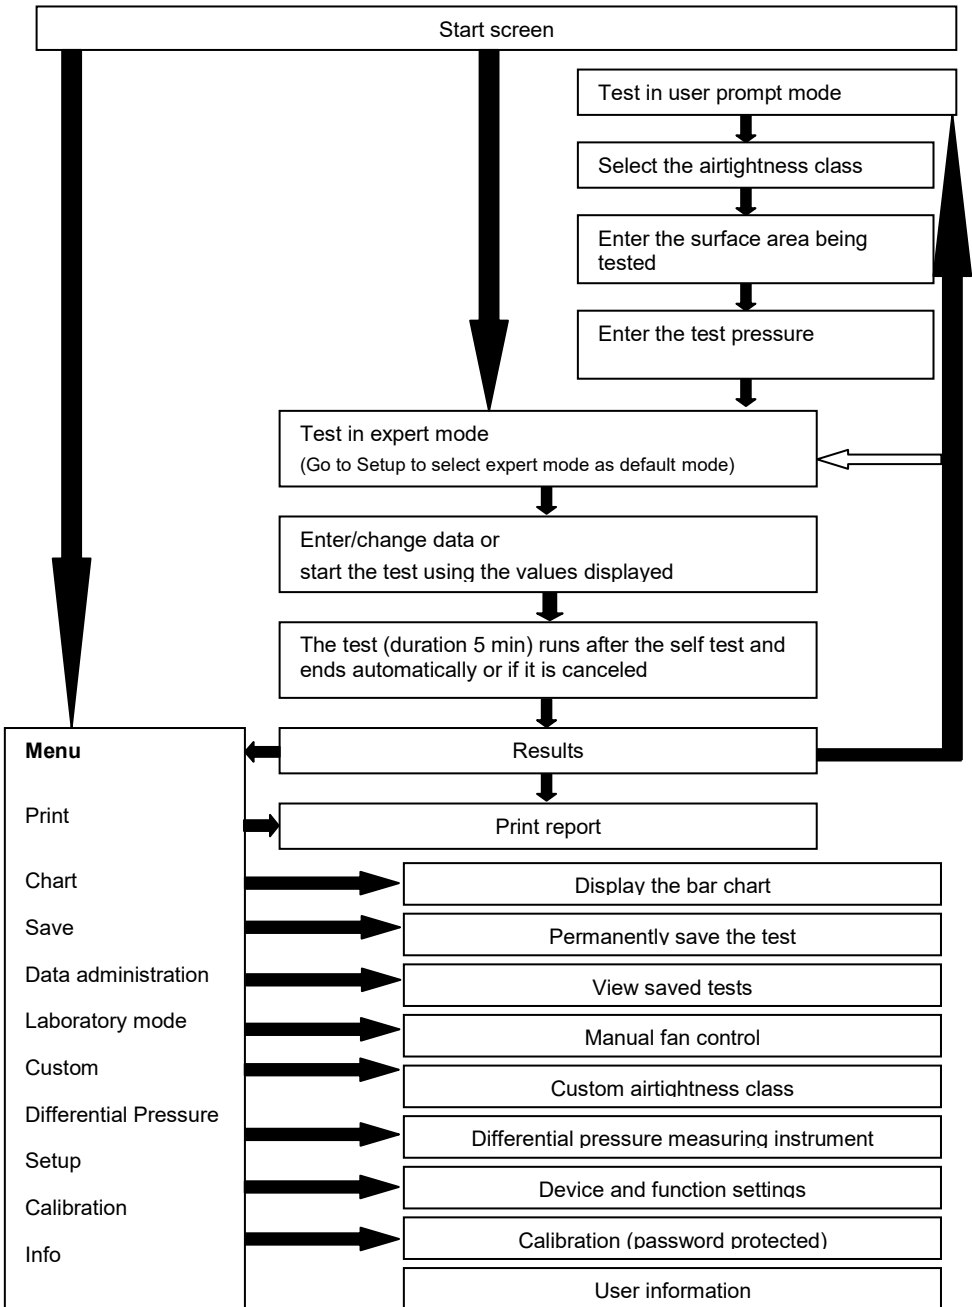 Start screen
Test in user prompt mode
Select the airtightness class
Enter the surface area being
tested
Enter the test pressure
Test in expert mode
(Go to Setup to select expert mode as default mode)
Enter/change data or
start the test using the values displayed
The test (duration 5 min) runs after the self test and
ends automatically or if it is canceled
Menu
Results
Print
Print report
Chart
Display the bar chart
Save
Permanently save the test
Data administration
View saved tests
Laboratory mode
Manual fan control
Custom
Custom airtightness class
Differential Pressure
Differential pressure measuring instrument
Setup
Device and function settings
Calibration
Calibration (password protected)
Info
User information